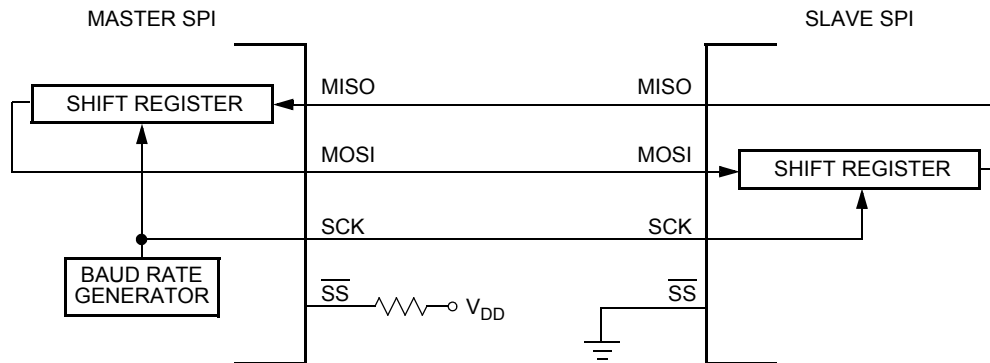 MASTER SPI
SLAVE SPI
SHIFT REGISTER
MISO
MISO
MOSI
MOSI
SHIFT REGISTER
SCK
SCK
BAUD RATE
GENERATOR
SS
VDD
SS